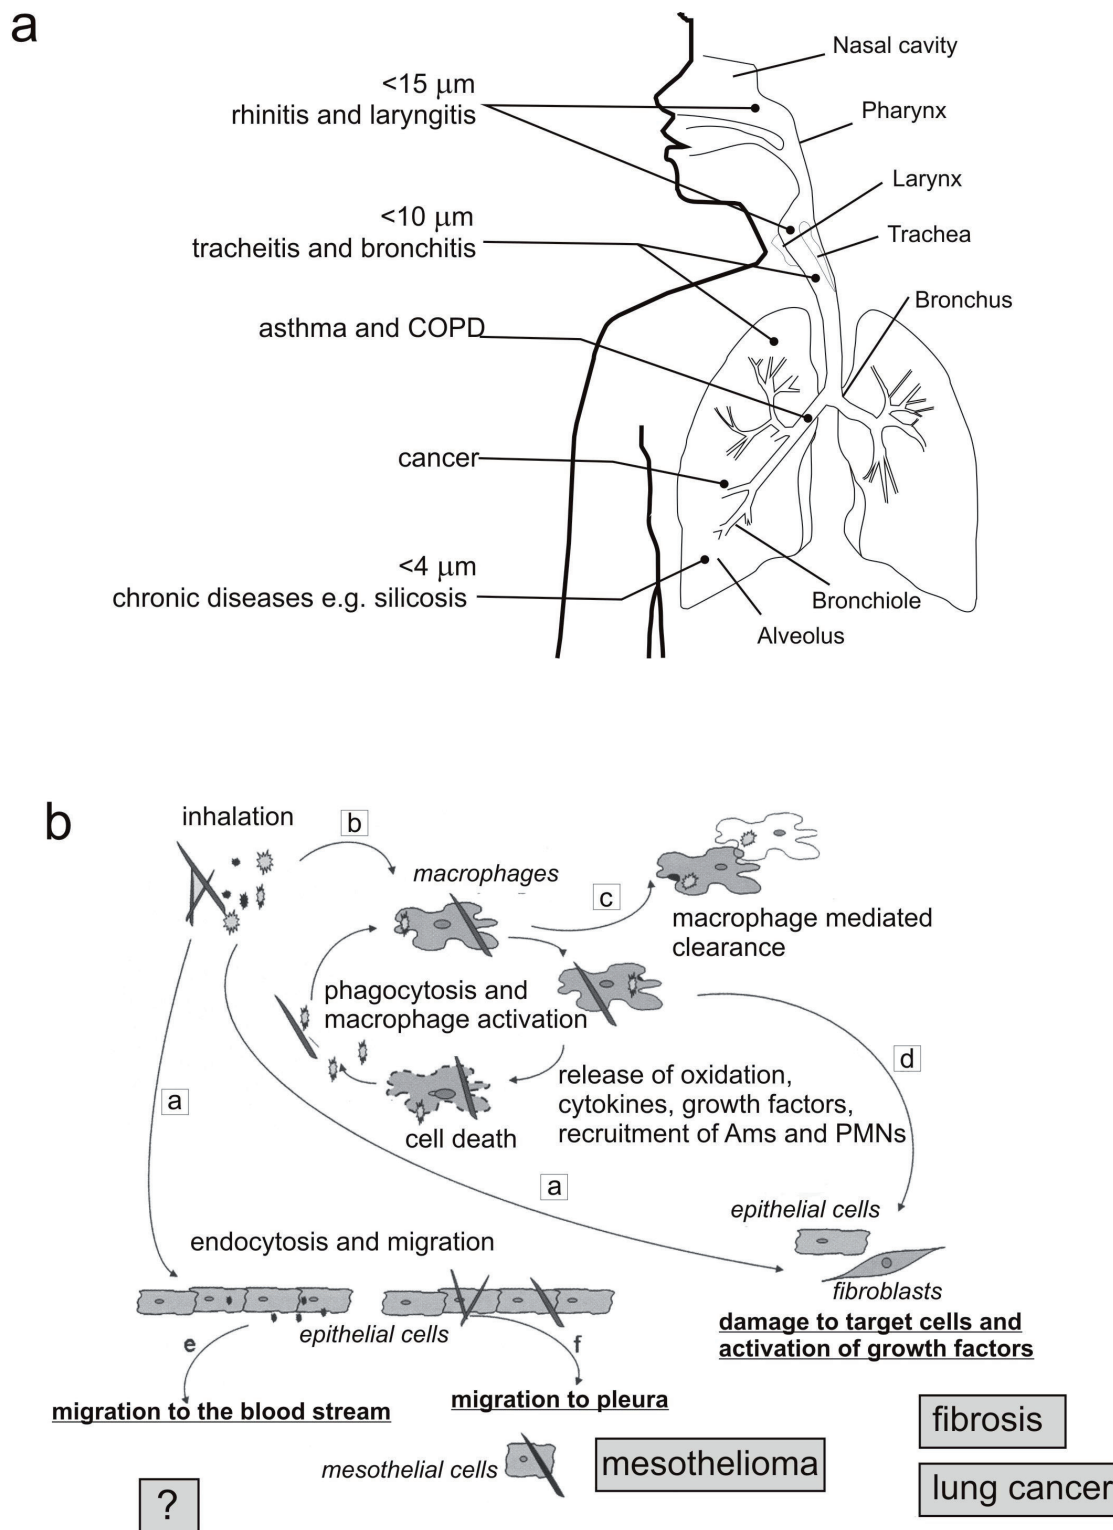 a
Nasal cavity
<15 μm
rhinitis and laryngitis
Pharynx
Larynx
<10 μm
tracheitis and bronchitis
Trachea
Bronchus
asthma and COPD
cancer
<4 μm
chronic diseases e.g. silicosis
Bronchiole
Alveolus
b
inhalation
b
macrophages
c
macrophage mediated
clearance
phagocytosis and
macrophage activation
d
a
release of oxidation,
cytokines, growth factors,
recruitment of Ams and PMNs
cell death
a
epithelial cells
endocytosis and migration
fibroblasts
epithelial cells
damage to target cells and
activation of growth factors
e
f
migration to the blood stream
migration to pleura
fibrosis
mesothelial cells
mesothelioma
lung cancer
?